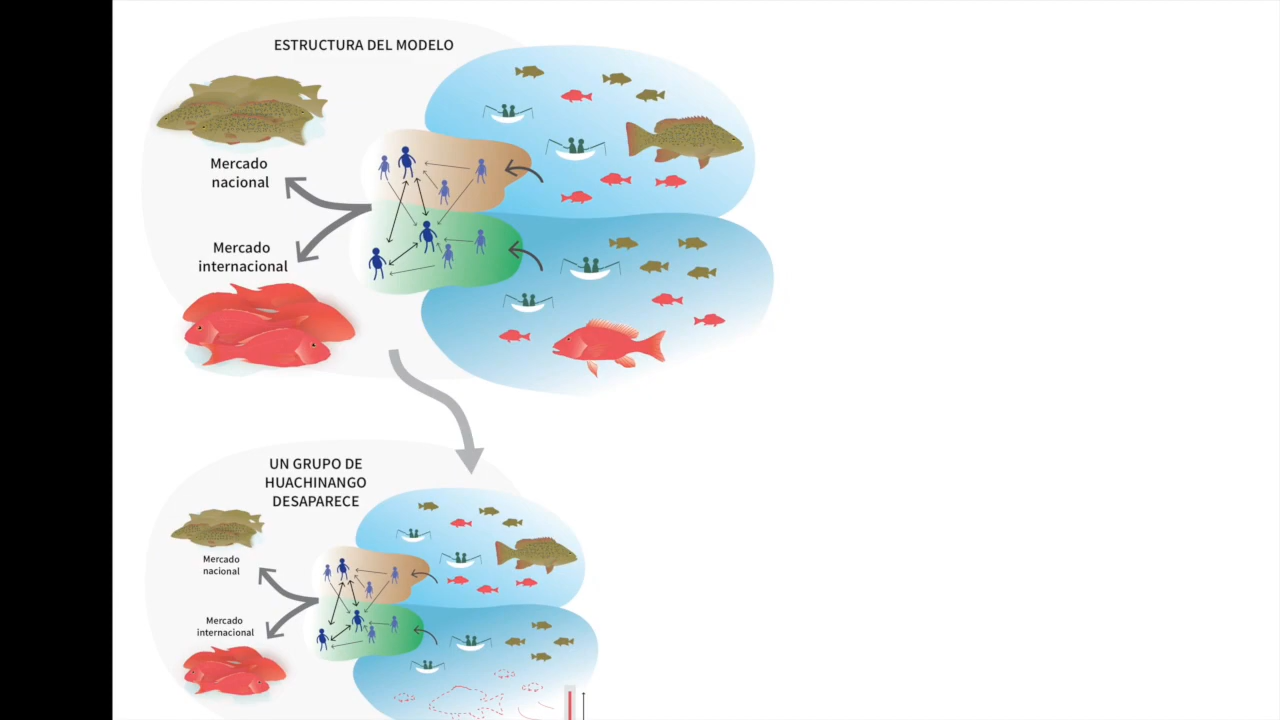 ESTRUCTURA DEL MODELO
Mercado
nacional
Mercado
internacional
UN GRUPO DE
HUACHINANGO
DESAPARECE
Mercado
nacional
Mercado
internacional